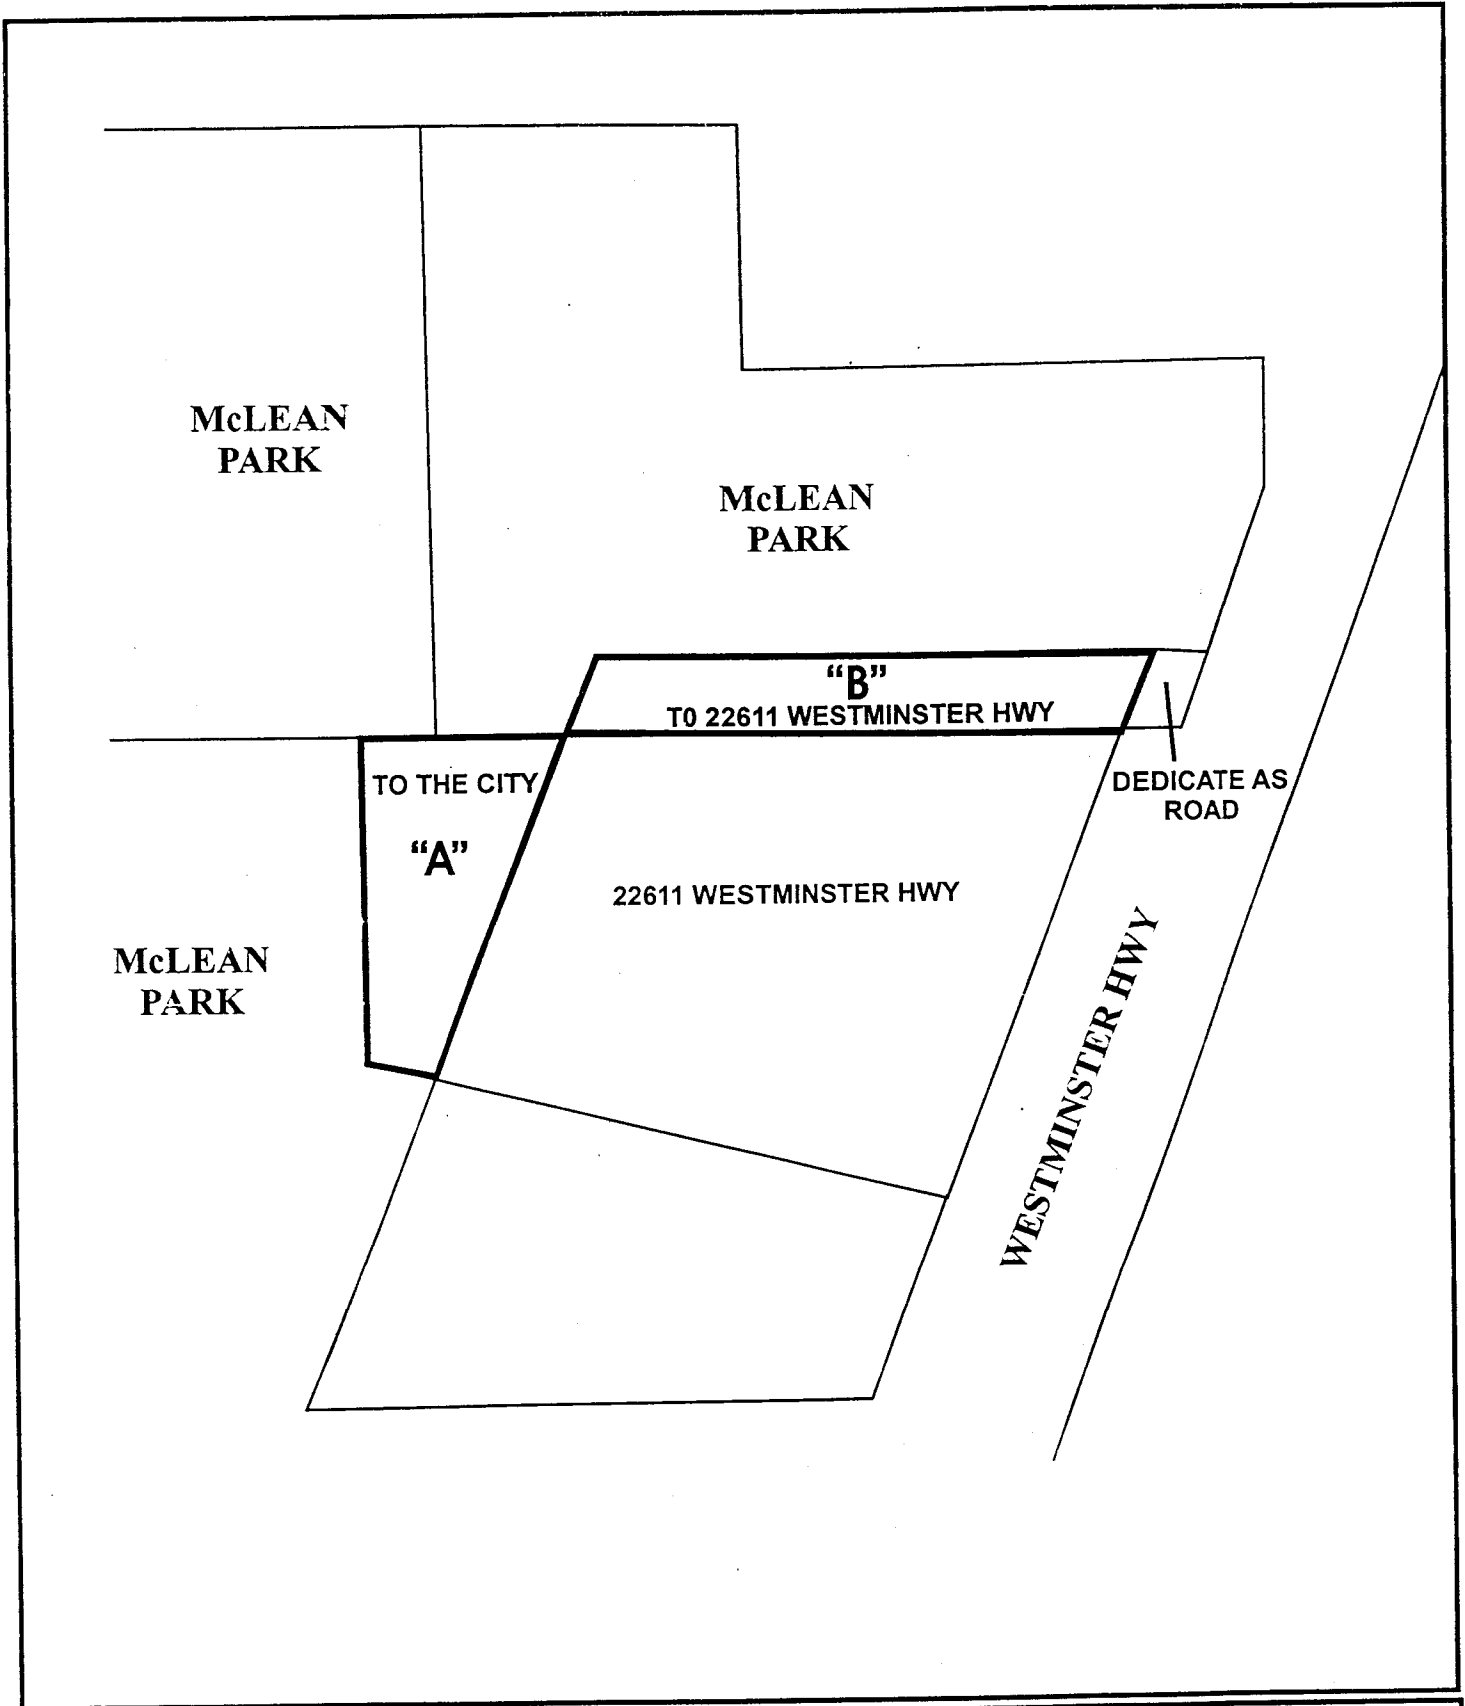 McLEAN
PARK
McLEAN
PARK
“B”
T0 22611 WESTMINSTER HWY
TO THE CITY
DEDICATE AS
ROAD
“A”
22611 WESTMINSTER HWY
McLEAN
PARK
WESTMINSTER HWY